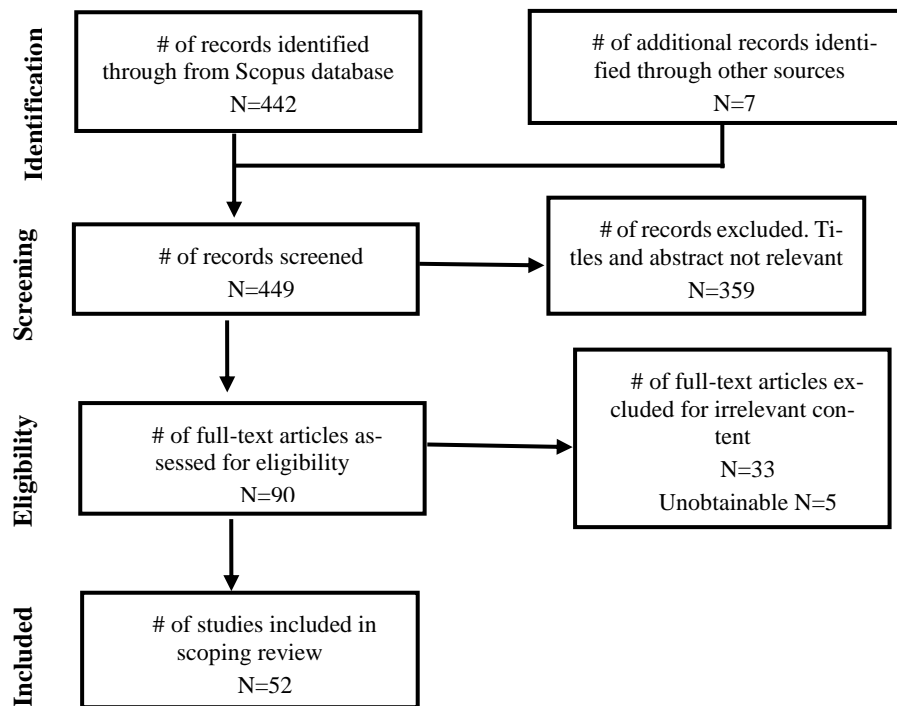 Identification
# of records identified
through from Scopus database
N=442
# of additional records identi-
fied through other sources
N=7
Screening
# of records screened
N=449
# of records excluded. Ti-
tles and abstract not relevant
N=359
Eligibility
# of full-text articles as-
sessed for eligibility
N=90
# of full-text articles ex-
cluded for irrelevant con-
tent
N=33
Unobtainable N=5
Included
# of studies included in
scoping review
N=52